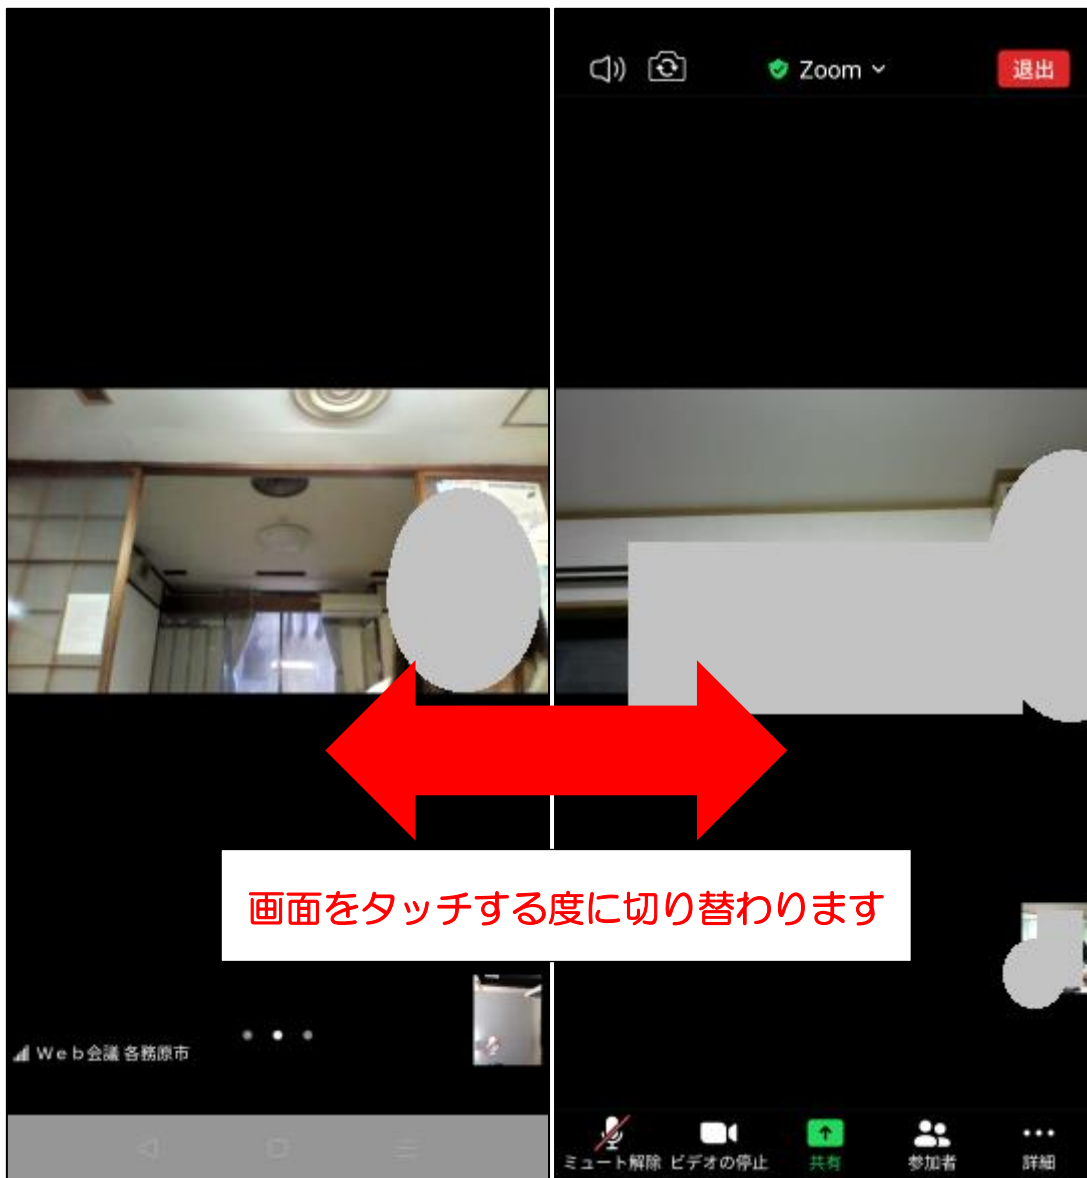 Zoom
退出
画面をタッチする度に切り替わります
Ｗｅｂ会議 各務原市
ミュート解除 ビデオの停止 共有 参加者 詳細